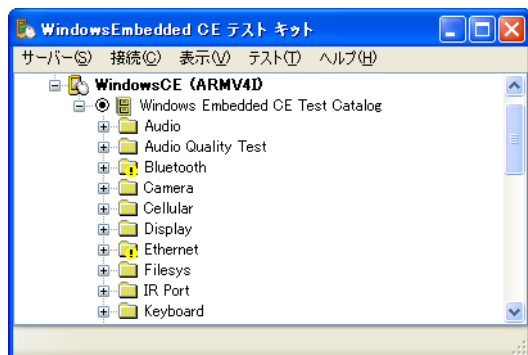 WindowsEmbedded CE テスト キット
サーバー(S) 接続(C) 表示(V) テスト(T) ヘルプ(H)
WindowsCE (ARMV4I)
Windows Embedded CE Test Catalog
Audio
Audio Quality Test
Bluetooth
Camera
Cellular
Display
Ethernet
Filesys
IR Port
Keyboard